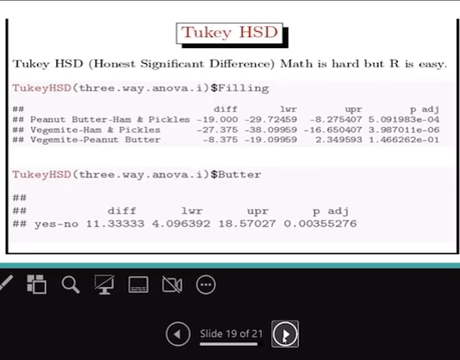 Tukey HSD
Tukey HSD (Honest Significant Difference) Math is hard but R is easy.
TukeyHSD(three.way.anova.i)$Filling
## diff lwr upr p adj
## Peanut Butter-Ham & Pickles -19.000 -29.72459 -8.275407 5.091983e-04
## Vegemite-Ham & Pickles -27.375 -38.09959 -16.650407 3.987011e-06
## Vegemite-Peanut Butter -8.375 -19.09959 2.349593 1.466262e-01
TukeyHSD(three.way.anova.i)$Butter
##
## diff lwr upr p adj
## yes-no 11.33333 4.096392 18.57027 0.00355276
Slide 19 of 21